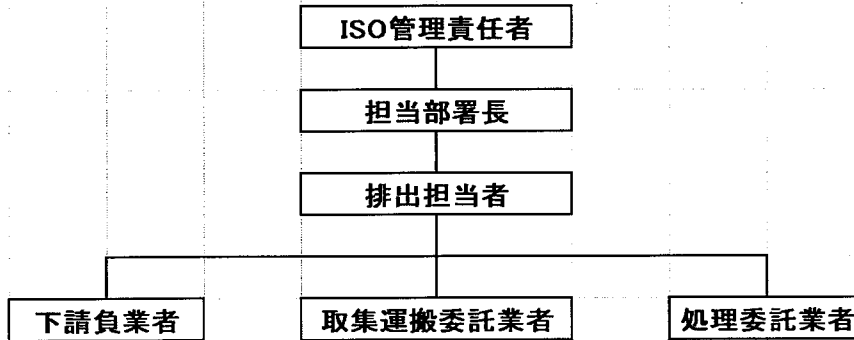 ISO管理責任者
担当部署長
排出担当者
下請負業者
取集運搬委託業者
処理委託業者